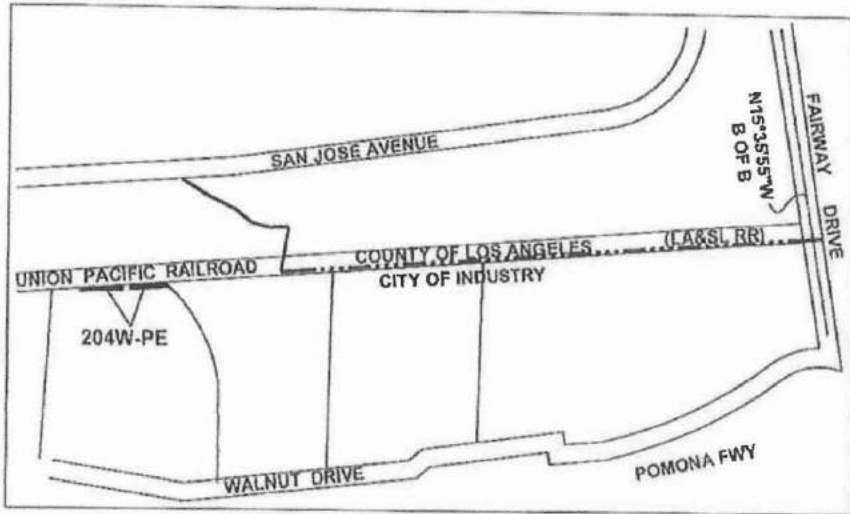 SAN JOSE AVENUE
N15°35'55"W
B OF B
FAIRWAY DRIVE
UNION PACIFIC RAILROAD
COUNTY OF LOS ANGELES
(LA&SL RR)
CITY OF INDUSTRY
204W-PE
WALNUT DRIVE
POMONA FWY